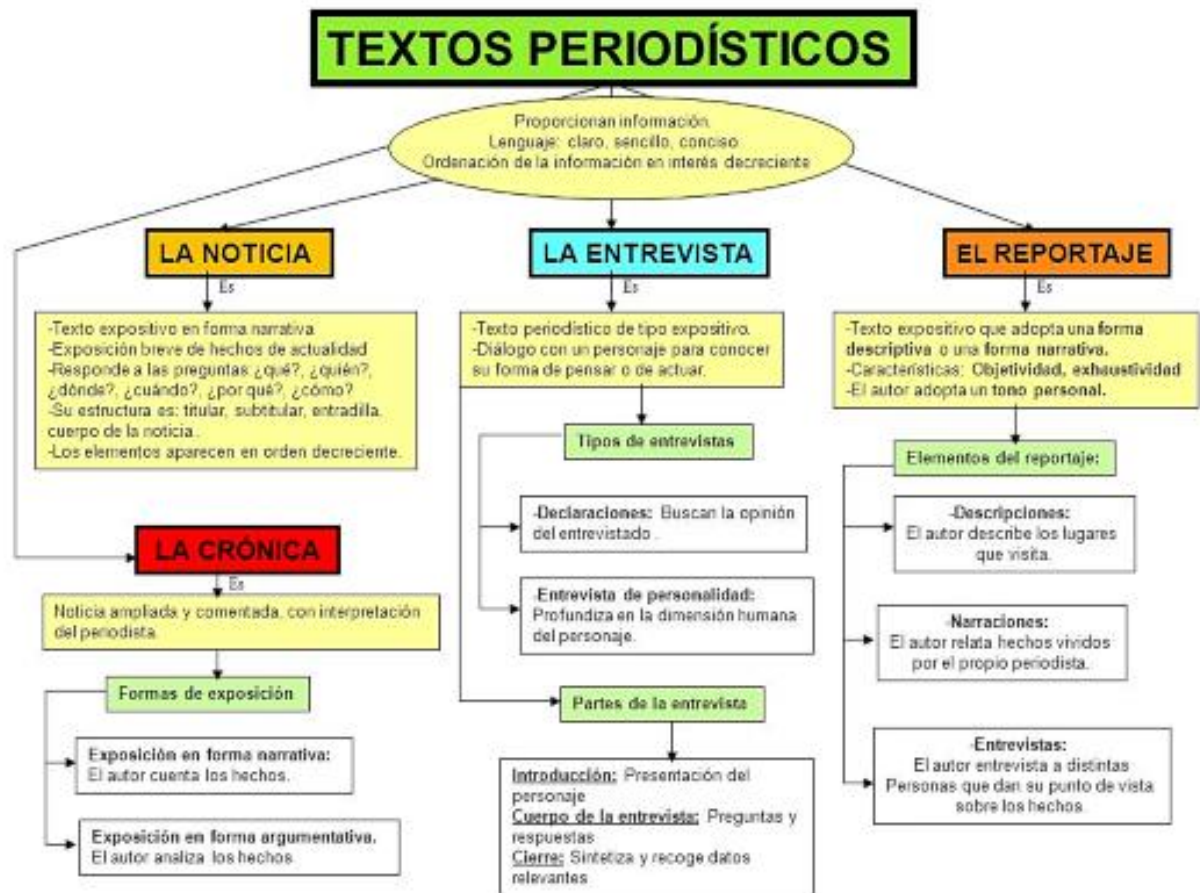 TEXTOS PERIODÍSTICOS
Proporcionan información.
Lenguaje: claro, sencillo, conciso
Ordenación de la información en interés decreciente
LA NOTICIA
Es
-Texto expositivo en forma narrativa
-Exposición breve de hechos de actualidad
-Responde a las preguntas ¿qué?, ¿quién?,
¿dónde?, ¿cuándo?, ¿por qué?, ¿cómo?
-Su estructura es: titular, subtitular, entradilla,
cuerpo de la noticia.
-Los elementos aparecen en orden decreciente.
LA CRÓNICA
Es
Noticia ampliada y comentada, con interpretación
del periodista.
Formas de exposición
Exposición en forma narrativa:
El autor cuenta los hechos.
Exposición en forma argumentativa.
El autor analiza los hechos
LA ENTREVISTA
Es
-Texto periodístico de tipo expositivo.
-Diálogo con un personaje para conocer
su forma de pensar o de actuar.
Tipos de entrevistas
-Declaraciones: Buscan la opinión
del entrevistado .
-Entrevista de personalidad:
Profundiza en la dimensión humana
del personaje.
Partes de la entrevista
Introducción: Presentación del
personaje
Cuerpo de la entrevista: Preguntas y
respuestas
Cierre: Sintetiza y recoge datos
relevantes
EL REPORTAJE
Es
-Texto expositivo que adopta una forma
descriptiva o una forma narrativa.
-Características: Objetividad, exhaustividad
-El autor adopta un tono personal.
Elementos del reportaje:
-Descripciones:
El autor describe los lugares
que visita.
-Narraciones:
El autor relata hechos vividos
por el propio periodista.
-Entrevistas:
El autor entrevista a distintas
Personas que dan su punto de vista
sobre los hechos.